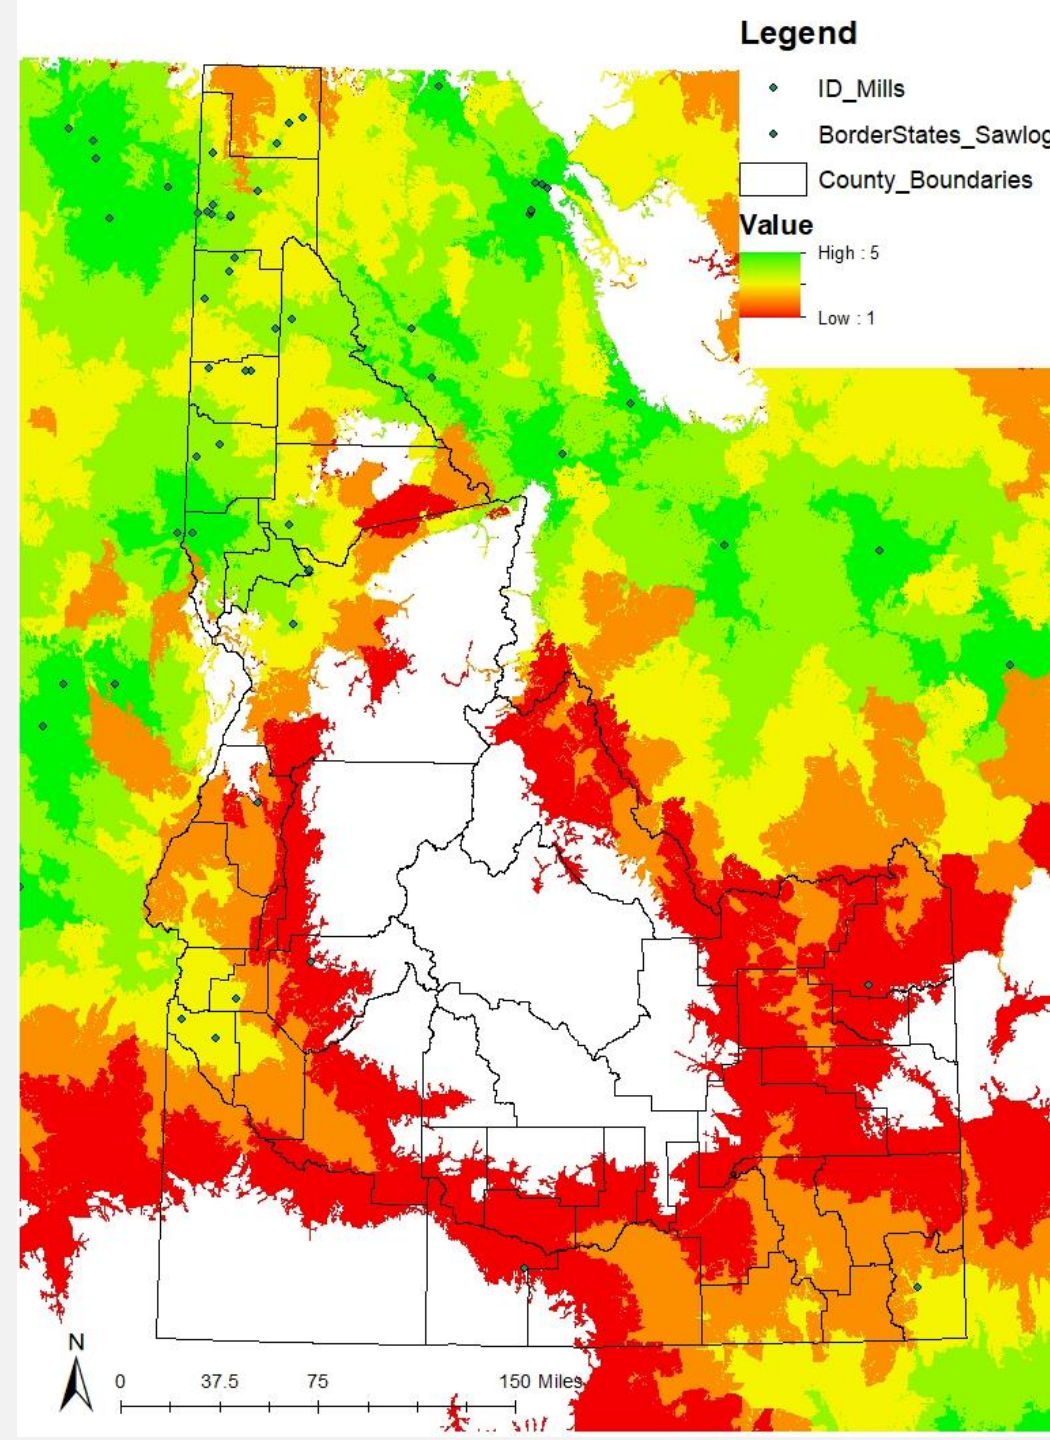 Legend
ID_Mills
BorderStates_Sawlog
County_Boundaries
Value
High : 5
Low : 1
N
0 37.5 75 150 Miles